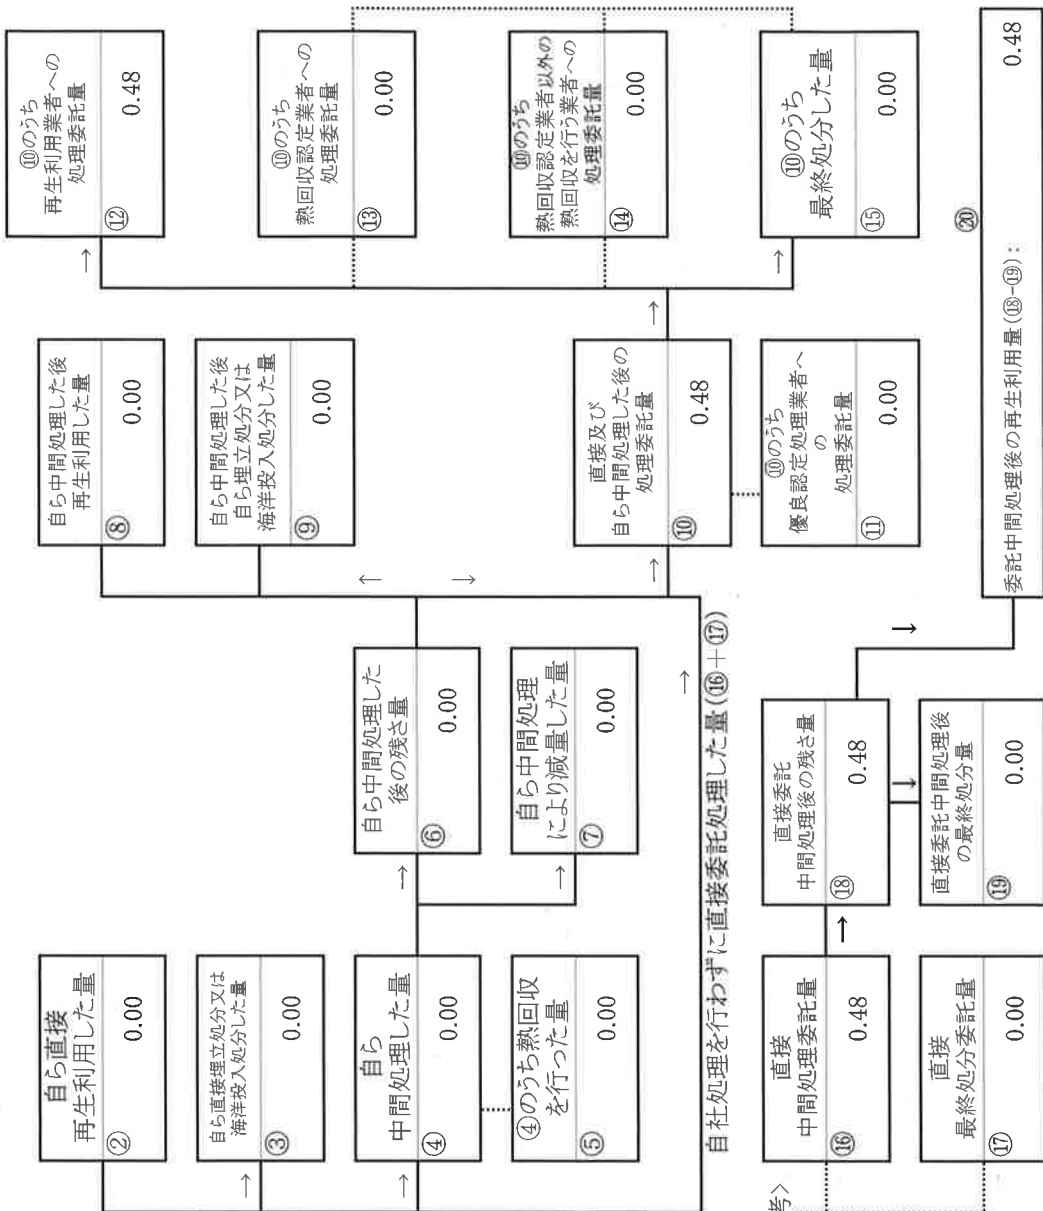 自ら直接
再生利用した量
② 0.00
自ら直接埋立処分又は
海洋投入処分した量
③ 0.00
自ら
中間処理した量
④ 0.00
④のうち熱回収
を行った量
⑤ 0.00
自ら中間処理した
後の残さ量
⑥ 0.00
自ら中間処理
により減量した量
⑦ 0.00
自ら中間処理した後
再生利用した量
⑧ 0.00
自ら中間処理した後
自ら埋立処分又は
海洋投入処分した量
⑨ 0.00
直接及び
自ら中間処理した後の
処理委託量
⑩ 0.48
⑩のうち
優良認定処理業者へ
の
処理委託量
⑪ 0.00
⑩のうち
再生利用業者への
処理委託量
⑫ 0.48
⑩のうち
熱回収認定業者への
処理委託量
⑬ 0.00
⑩のうち
熱回収認定業者以外の
熱回収を行う業者への
処理委託量
⑭ 0.00
⑩のうち
最終処分した量
⑮ 0.00
自社処理を行わずに直接委託処理した量(⑯+⑰)
考>
直接
中間処理委託量
⑯ 0.48
直接
最終処分委託量
⑰ 0.00
直接委託
中間処理後の残さ量
⑱ 0.48
直接委託中間処理後
の最終処分量
⑲ 0.00
⑳
委託中間処理後の再生利用量(⑱-⑲): 0.48